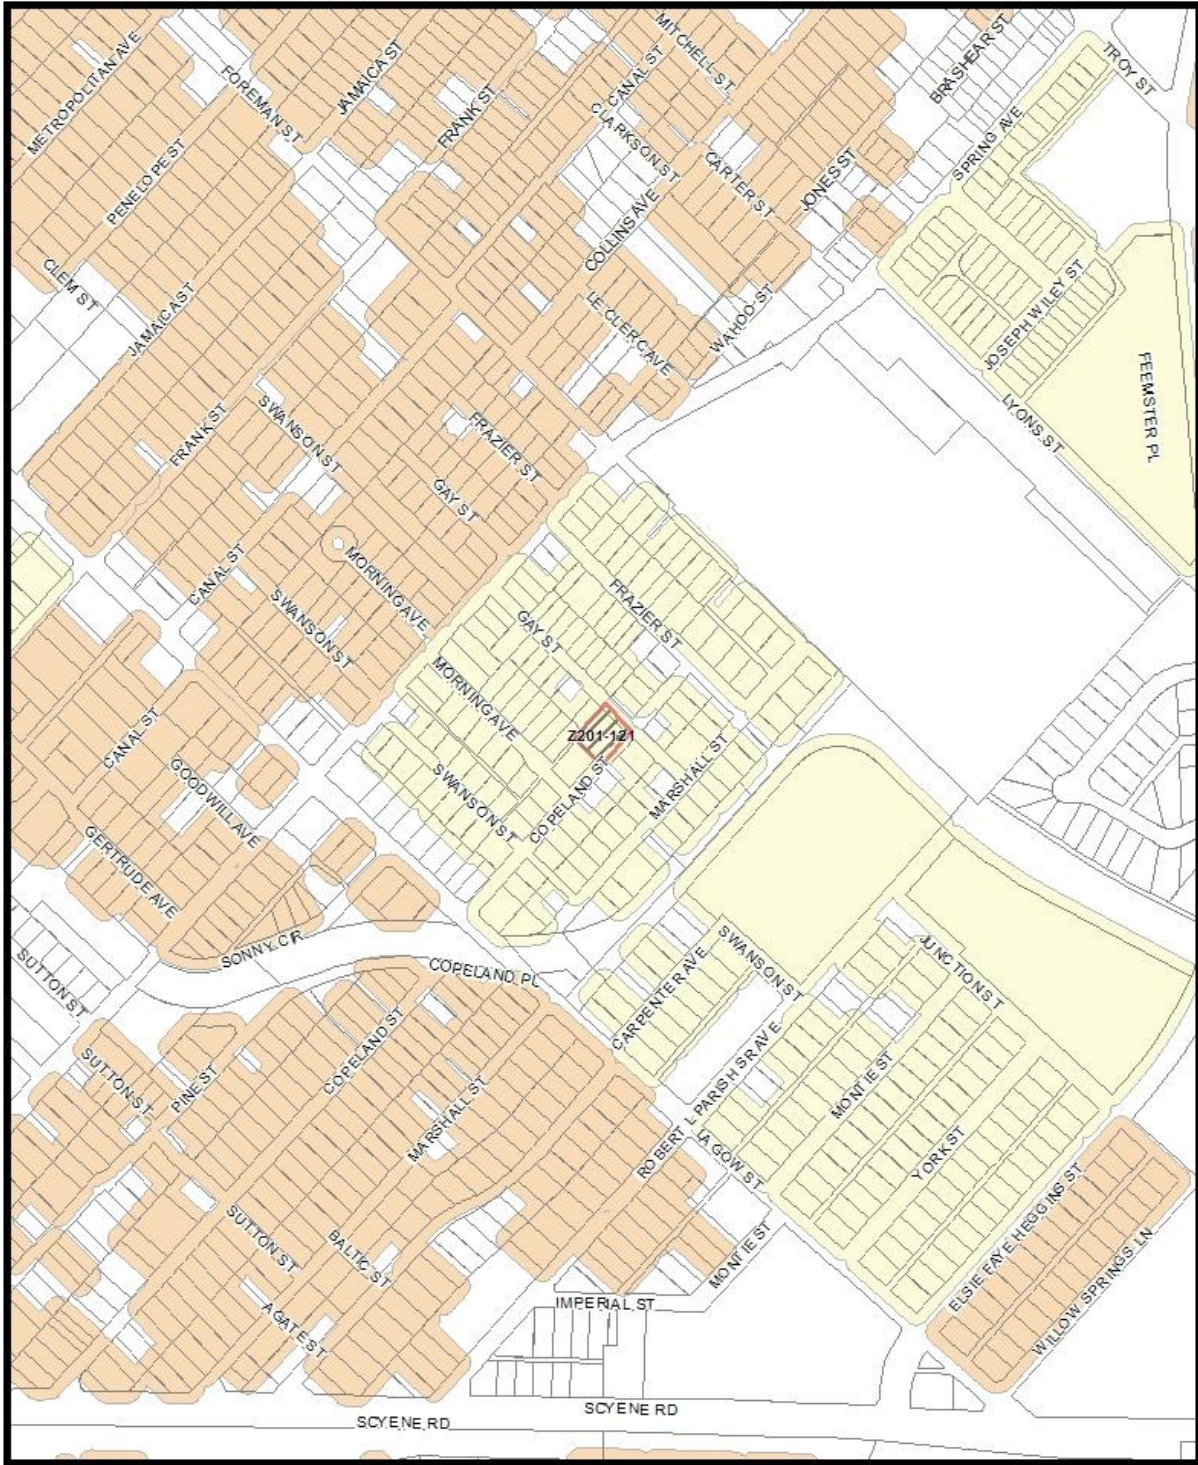 METROPOLITAN AVE
FOREMAN ST
JAMAICA ST
FRANK ST
CANAL ST
MITCHELL ST
BRASHEAR ST
TROY ST
PENELOPE ST
CLARKSON ST
CARTER ST
JONES ST
SPRING AVE
COLLINS AVE
CLEM ST
JAMAICA ST
LE CLERC AVE
WAHOO ST
JOSEPH WILEY ST
FEEMSTER PL
LYONS ST
FRANK ST
SWANSON ST
FRAZIER ST
GAY ST
CANAL ST
SWANSON ST
MORNING AVE
FRAZIER ST
GAY ST
MORNING AVE
Z201-121
CANAL ST
GOODWILL AVE
SWANSON ST
COPELAND ST
MARSHALL ST
GERTRUDE AVE
SUTTON ST
SONNY CIR
COPELAND PL
SWANSON ST
JUNCTION ST
CARPENTER AVE
SUTTON ST
PINE ST
COPELAND ST
MARSHALL ST
ROBERT L PARISH SR AVE
MONTIE ST
LAGOW ST
YORK ST
SUTTON ST
BALTIC ST
AGATE ST
MONTIE ST
IMPERIAL ST
ELSIE FAYE HEGGINS ST
WILLOW SPRINGS LN
SCYENE RD
SCYENE RD